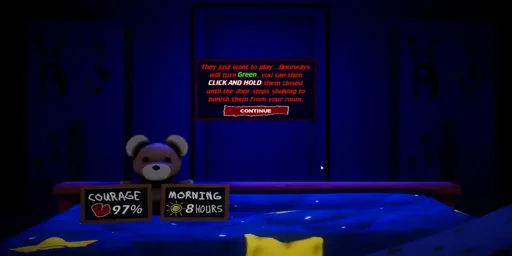 They just want to play...Doorways
will turn Green, you can then
CLICK AND HOLD them closed
until the door stops shaking to
banish them from your room.
CONTINUE
COURAGE
97%
MORNING
8 HOURS